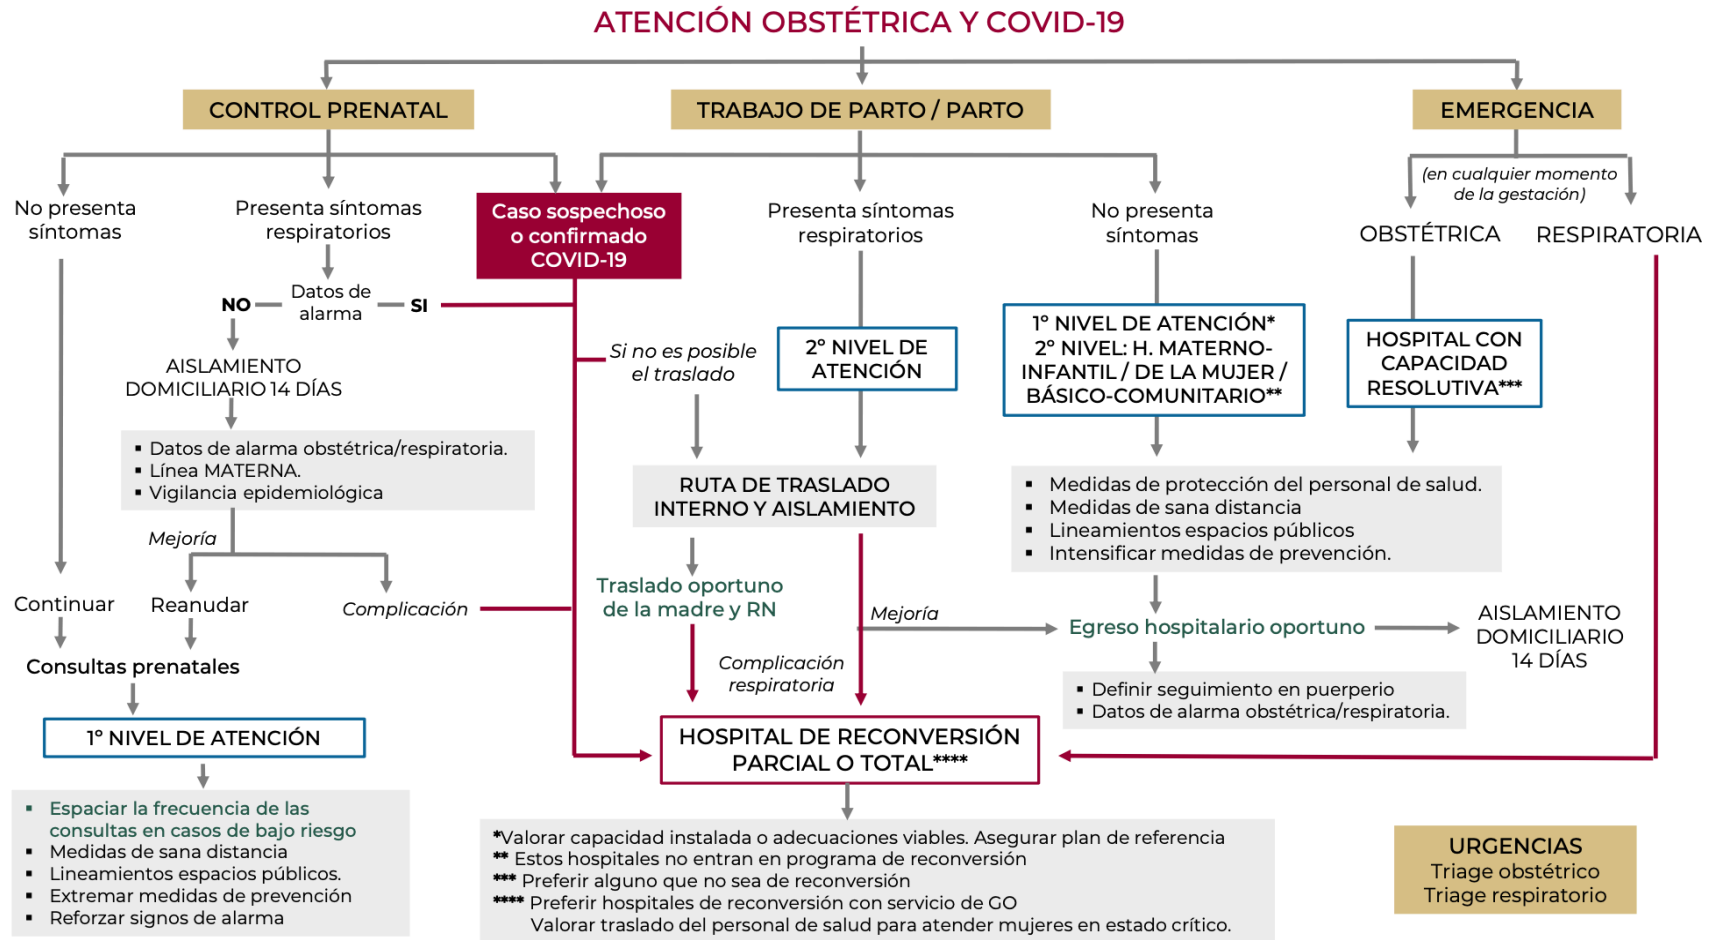 ATENCIÓN OBSTÉTRICA Y COVID-19
CONTROL PRENATAL
TRABAJO DE PARTO / PARTO
EMERGENCIA
(en cualquier momento
de la gestación)
No presenta
síntomas
Presenta síntomas
respiratorios
Caso sospechoso
o confirmado
COVID-19
Presenta síntomas
respiratorios
No presenta
síntomas
OBSTÉTRICA
RESPIRATORIA
NO
Datos de
alarma
SI
AISLAMIENTO
DOMICILIARIO 14 DÍAS
Si no es posible
el traslado
2º NIVEL DE
ATENCIÓN
1º NIVEL DE ATENCIÓN*
2º NIVEL: H. MATERNO-
INFANTIL / DE LA MUJER /
BÁSICO-COMUNITARIO**
HOSPITAL CON
CAPACIDAD
RESOLUTIVA***
▪ Datos de alarma obstétrica/respiratoria.
▪ Línea MATERNA.
▪ Vigilancia epidemiológica
RUTA DE TRASLADO
INTERNO Y AISLAMIENTO
▪ Medidas de protección del personal de salud.
▪ Medidas de sana distancia
▪ Lineamientos espacios públicos
▪ Intensificar medidas de prevención.
Mejoría
Continuar
Reanudar
Complicación
Traslado oportuno
de la madre y RN
Mejoría
Egreso hospitalario oportuno
AISLAMIENTO
DOMICILIARIO
14 DÍAS
Consultas prenatales
Complicación
respiratoria
▪ Definir seguimiento en puerperio
▪ Datos de alarma obstétrica/respiratoria.
1º NIVEL DE ATENCIÓN
HOSPITAL DE RECONVERSIÓN
PARCIAL O TOTAL****
▪ Espaciar la frecuencia de las
consultas en casos de bajo riesgo
▪ Medidas de sana distancia
▪ Lineamientos espacios públicos.
▪ Extremar medidas de prevención
▪ Reforzar signos de alarma
*Valorar capacidad instalada o adecuaciones viables. Asegurar plan de referencia
** Estos hospitales no entran en programa de reconversión
*** Preferir alguno que no sea de reconversión
**** Preferir hospitales de reconversión con servicio de GO
Valorar traslado del personal de salud para atender mujeres en estado crítico.
URGENCIAS
Triage obstétrico
Triage respiratorio